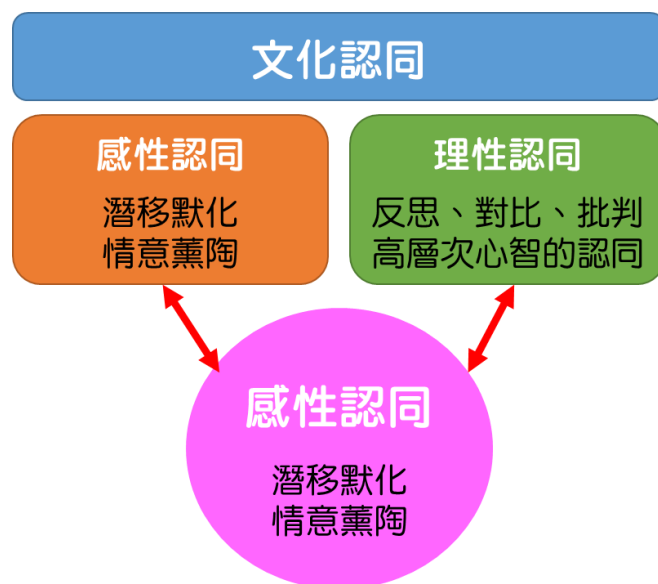 文化認同
感性認同
潛移默化
情意薰陶
理性認同
反思、對比、批判
高層次心智的認同
感性認同
潛移默化
情意薰陶